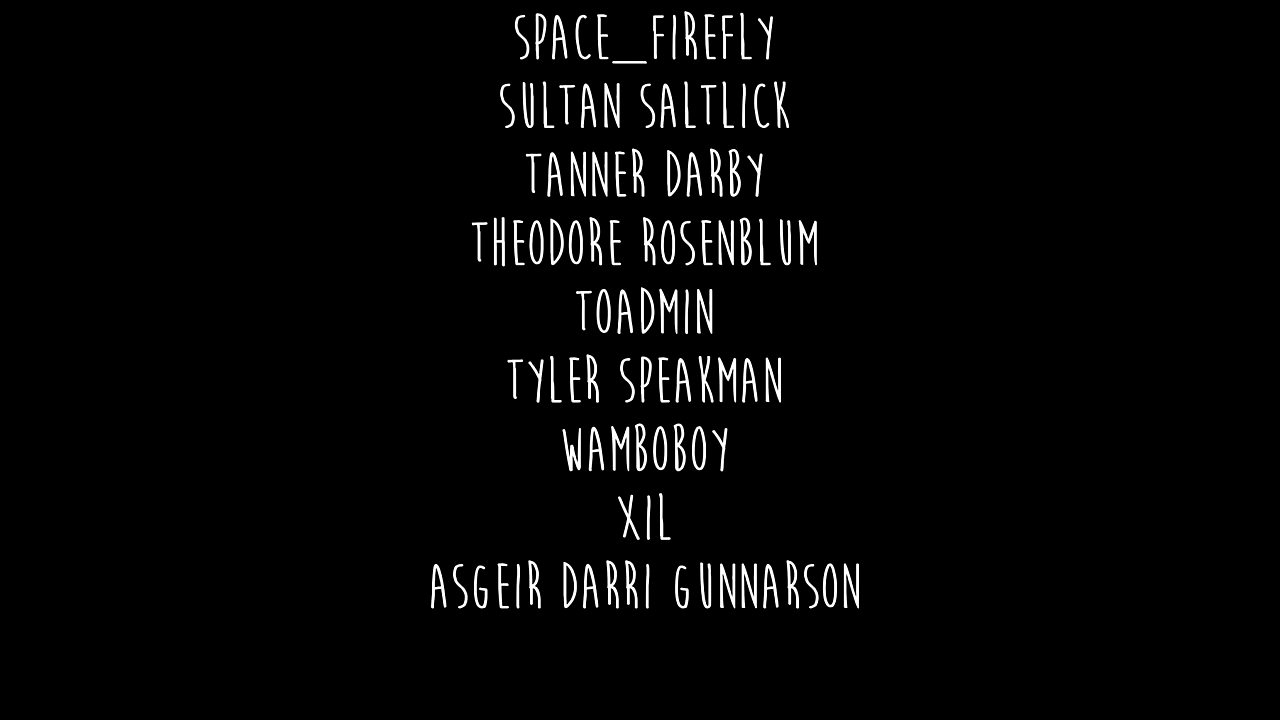 SPACE_FIREFLY
SULTAN SALTLICK
TANNER DARBY
THEODORE ROSENBLUM
TOADMIN
TYLER SPEAKMAN
WAMBOBOY
XIL
ASGEIR DARRI GUNNARSON